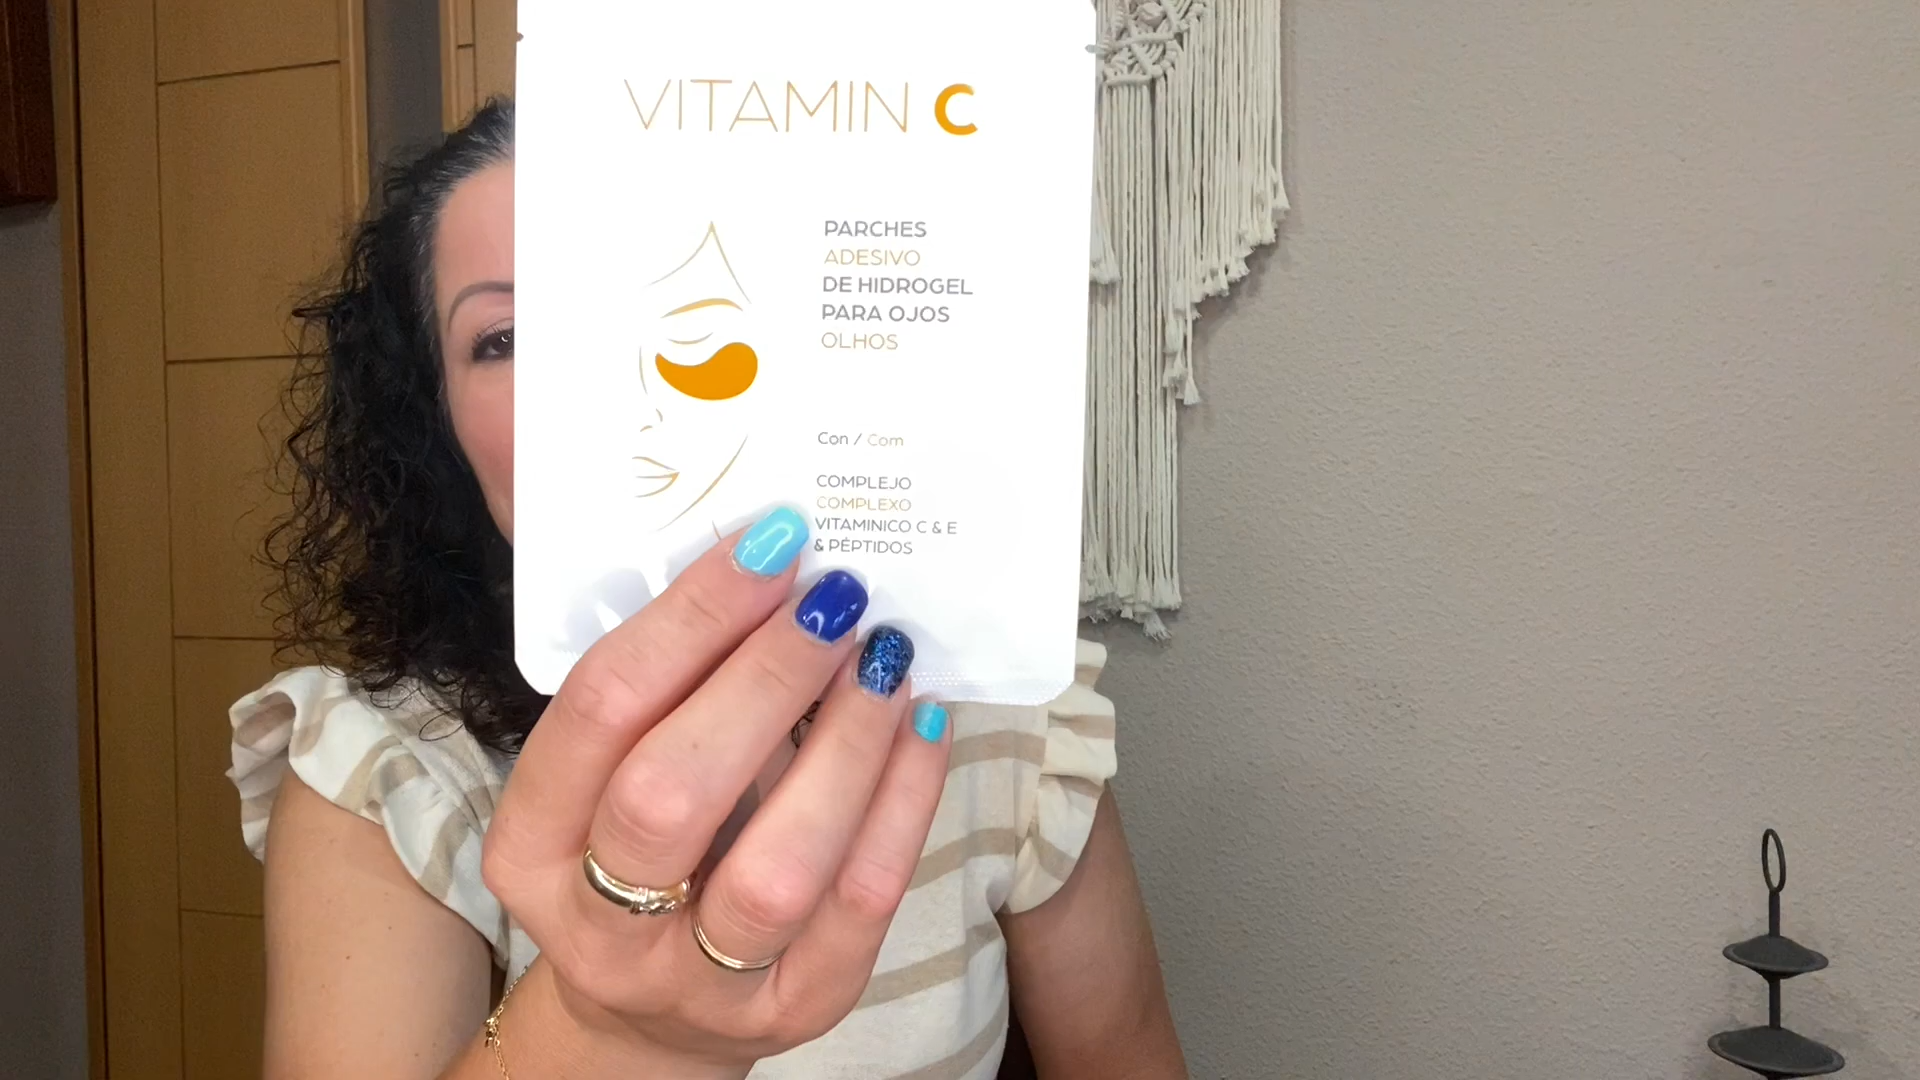 VITAMIN C
PARCHES
ADESIVO
DE HIDROGEL
PARA OJOS
OLHOS
Con / Com
COMPLEJO
COMPLEXO
VITAMINICO C & E
& PÉPTIDOS